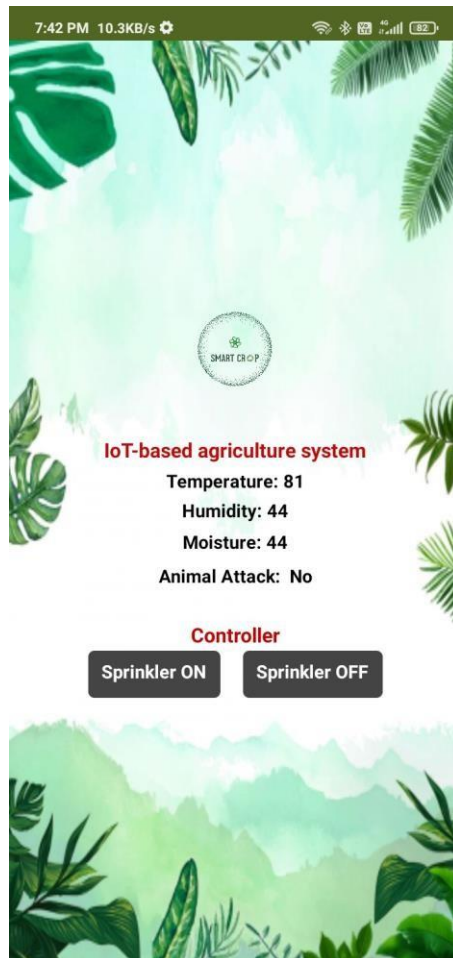 7:42 PM 10.3KB/s 4G 82
SMART CROP
IoT-based agriculture system
Temperature: 81
Humidity: 44
Moisture: 44
Animal Attack: No
Controller
Sprinkler ON Sprinkler OFF